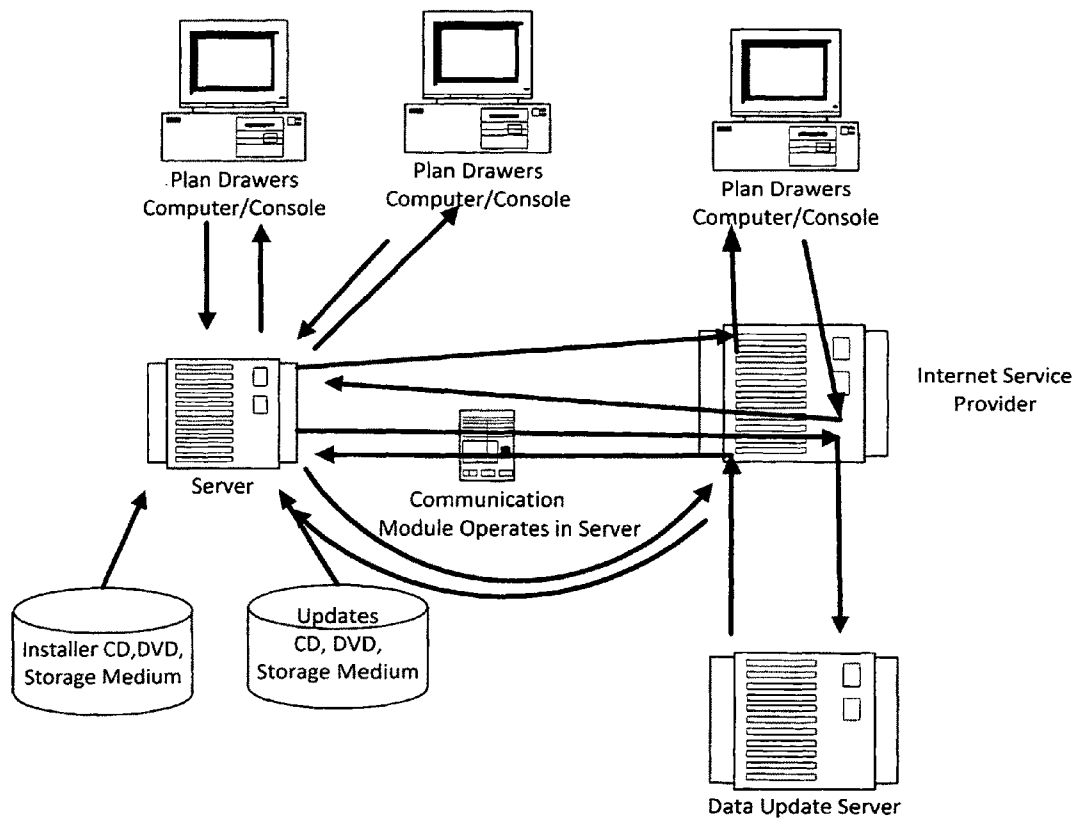 Plan Drawers
Computer/Console
Plan Drawers
Computer/Console
Plan Drawers
Computer/Console
Internet Service
Provider
Server
Communication
Module Operates in Server
Installer CD,DVD,
Storage Medium
Updates
CD, DVD,
Storage Medium
Data Update Server